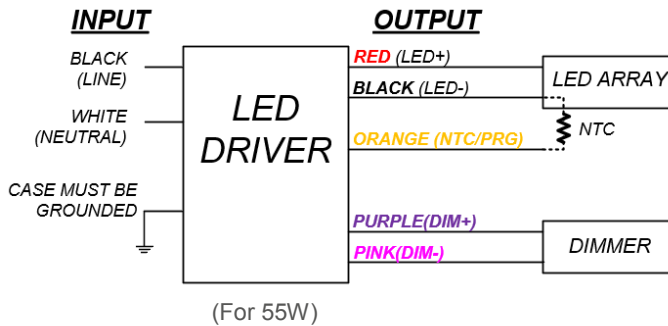 INPUT
OUTPUT
BLACK
(LINE)
WHITE
(NEUTRAL)
CASE MUST BE
GROUNDED
LED
DRIVER
RED (LED+)
BLACK (LED-)
ORANGE (NTC/PRG)
PURPLE(DIM+)
PINK(DIM-)
LED ARRAY
NTC
DIMMER
(For 55W)